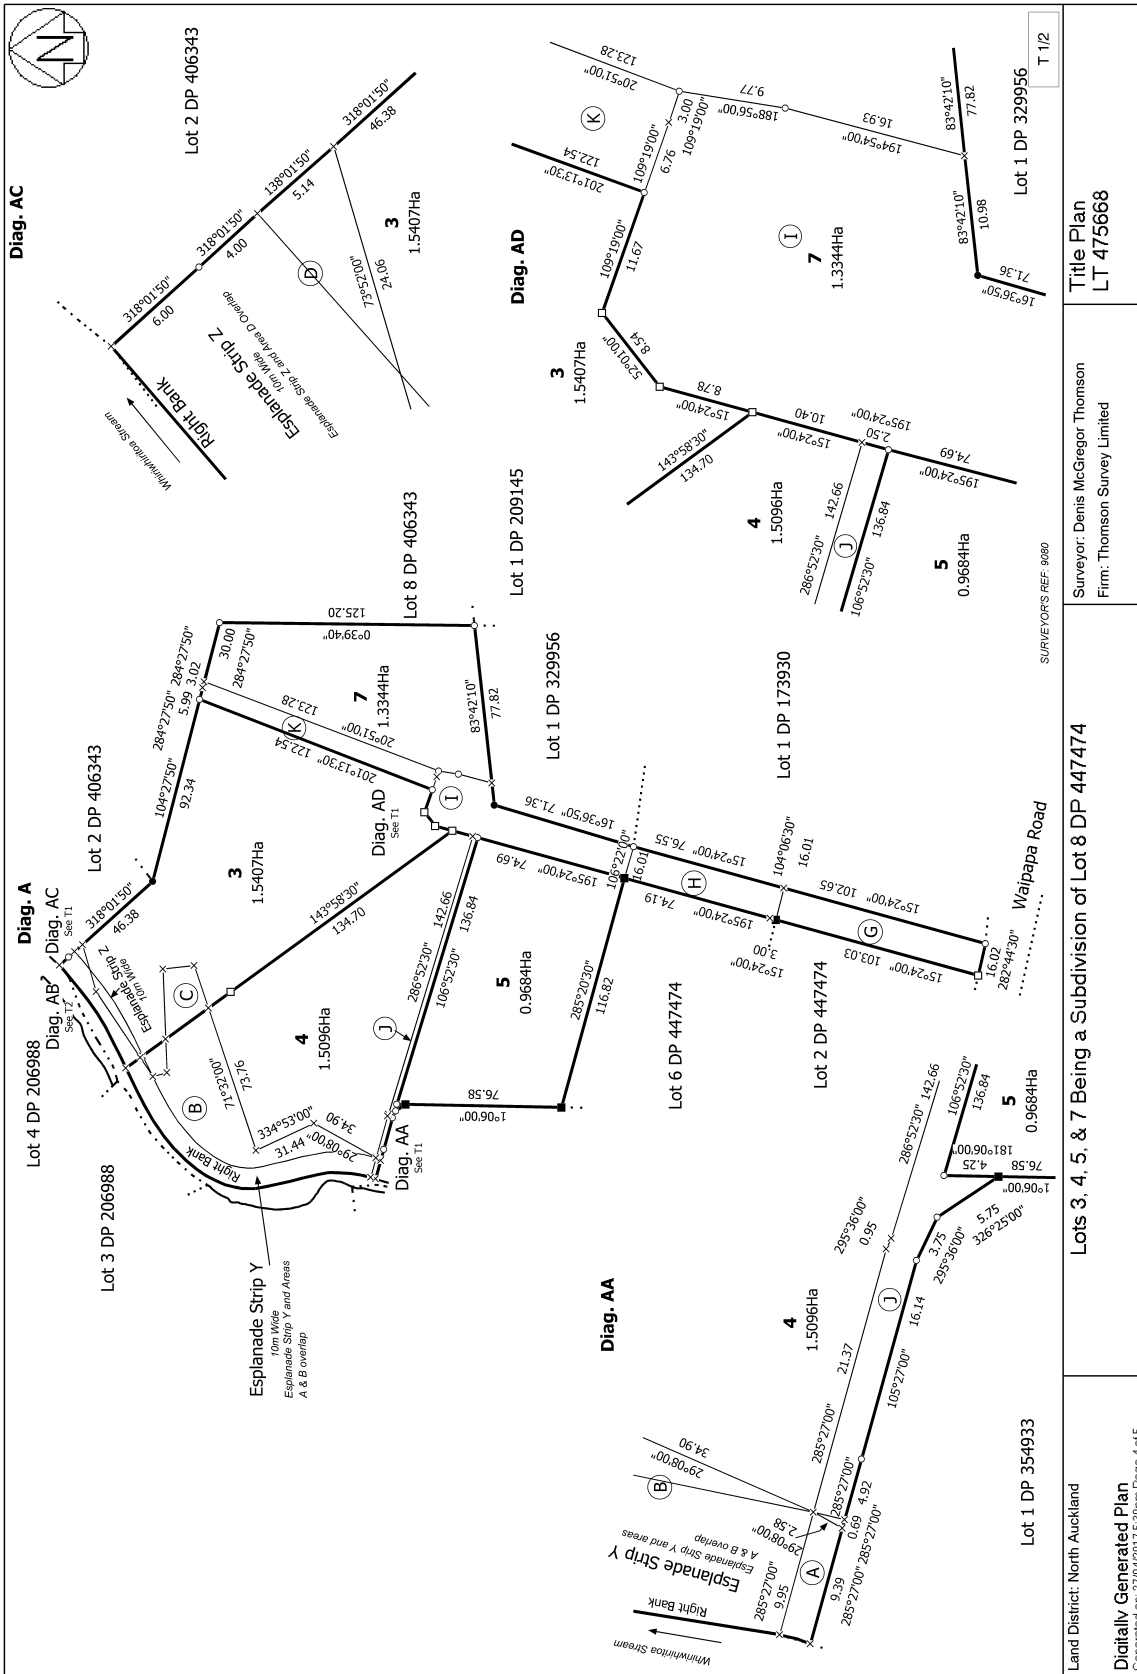 N
Diag. A
Lot 4 DP 206988
Lot 3 DP 206988
Lot 2 DP 406343
Lot 8 DP 406343
Lot 1 DP 209145
Lot 1 DP 329956
Lot 1 DP 173930
Lot 6 DP 447474
Lot 2 DP 447474
Waipapa Road
Diag. AB
See T2
Diag. AC
See T1
Diag. AD
See T1
Diag. AA
See T1
Esplanade Strip Z
10m Wide
Esplanade Strip Y
10m Wide
Esplanade Strip Y and Areas
A & B overlap
Right Bank
318°01'50"
46.38
104°27'50"
92.34
284°27'50"
5.99
284°27'50"
3.02
30.00
284°27'50"
125.20
0°39'40"
83°42'10"
77.82
123.28
20°51'00"
122.54
201°13'30"
143°58'30"
134.70
286°52'30"
142.66
106°52'30"
136.84
74.69
195°24'00"
16°36'50"
71.36
106°22'00"
16.01
76.55
15°24'00"
74.19
195°24'00"
104°06'30"
16.01
3.00
15°24'00"
102.65
15°24'00"
103.03
15°24'00"
16.02
282°44'30"
285°20'30"
116.82
76.58
1°06'00"
71°32'00"
73.76
334°53'00"
34.90
31.44
29°08'00"
3
1.5407Ha
4
1.5096Ha
5
0.9684Ha
7
1.3344Ha
B
C
G
H
I
J
K
Diag. AC
Lot 2 DP 406343
318°01'50"
6.00
318°01'50"
4.00
138°01'50"
5.14
318°01'50"
46.38
73°52'00"
24.06
D
3
1.5407Ha
Esplanade Strip Z
10m Wide
Esplanade Strip Z and Area D Overlap
Right Bank
Whiriwhiritoa Stream
Diag. AD
20°51'00"
123.28
K
201°13'30"
122.54
109°19'00"
6.76
3.00
109°19'00"
9.77
188°56'00"
16.93
194°54'00"
83°42'10"
77.82
83°42'10"
10.98
71.36
16°36'50"
109°19'00"
11.67
52°01'00"
8.54
8.78
15°24'00"
10.40
15°24'00"
2.50
195°24'00"
74.69
195°24'00"
143°58'30"
134.70
286°52'30"
142.66
106°52'30"
136.84
I
J
3
1.5407Ha
7
1.3344Ha
4
1.5096Ha
5
0.9684Ha
Lot 1 DP 329956
SURVEYOR'S REF: 9080
T 1/2
Diag. AA
4
1.5096Ha
5
0.9684Ha
286°52'30"
142.66
106°52'30"
136.84
181°06'00"
4.25
76.58
1°06'00"
5.75
326°25'00"
3.75
295°36'00"
295°36'00"
0.95
16.14
105°27'00"
21.37
285°27'00"
34.90
29°08'00"
285°27'00"
4.92
0.69
285°27'00"
2.58
29°08'00"
285°27'00"
9.95
9.39
285°27'00"
A
B
J
Esplanade Strip Y
Esplanade Strip Y and areas
A & B overlap
Right Bank
Whiriwhiritoa Stream
Lot 1 DP 354933
Land District: North Auckland
Digitally Generated Plan
Lots 3, 4, 5, & 7 Being a Subdivision of Lot 8 DP 447474
Surveyor: Denis McGregor Thomson
Firm: Thomson Survey Limited
Title Plan
LT 475668